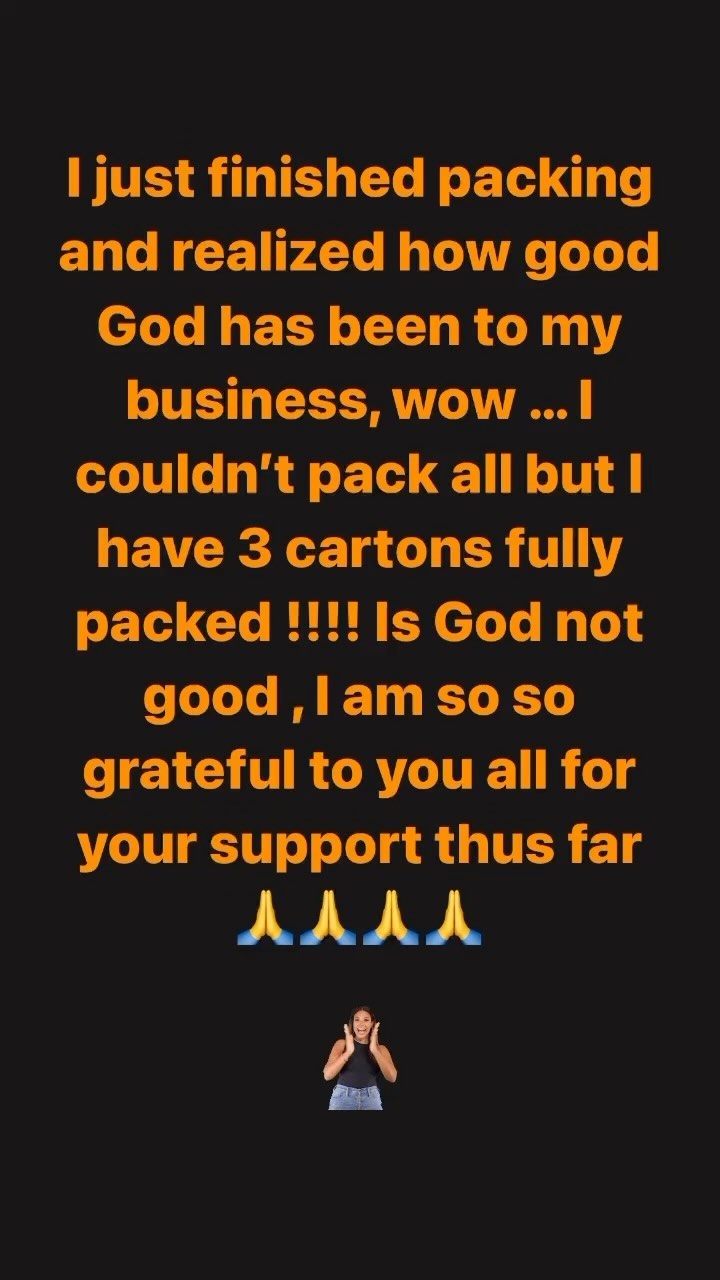 I just finished packing
and realized how good
God has been to my
business, wow ... I
couldn’t pack all but I
have 3 cartons fully
packed !!!! Is God not
good , I am so so
grateful to you all for
your support thus far
🙏🙏🙏🙏